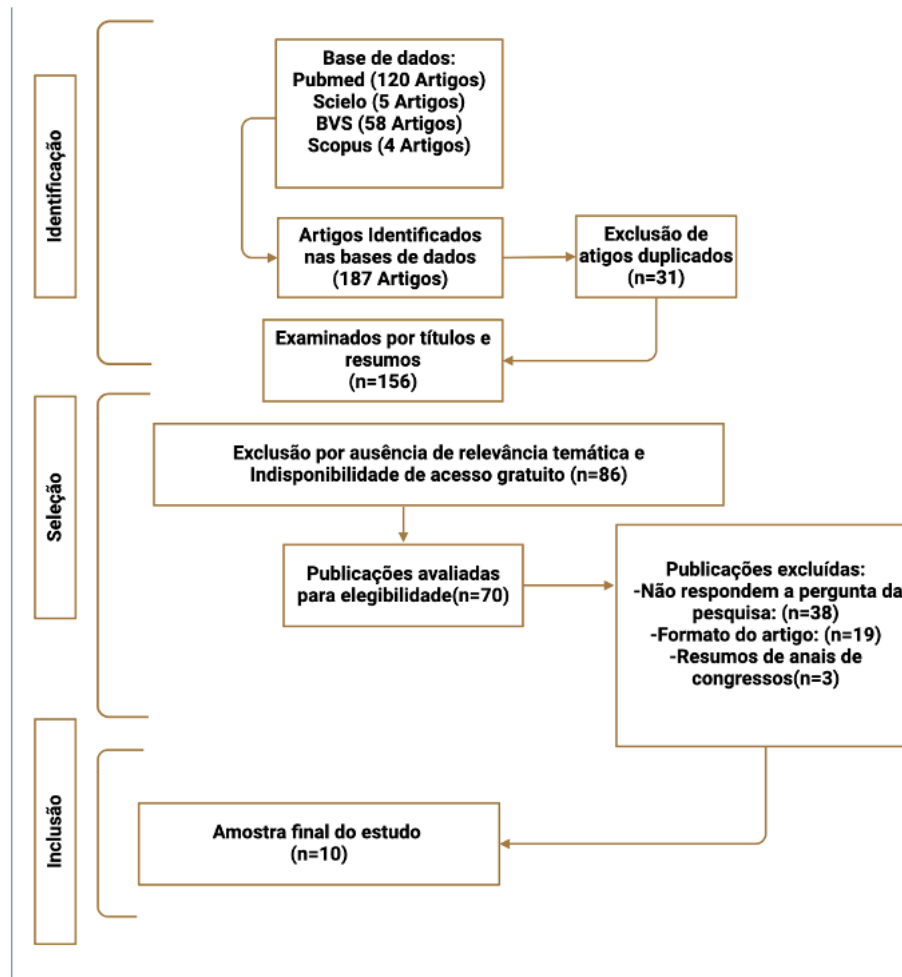 Identificação
Base de dados:
Pubmed (120 Artigos)
Scielo (5 Artigos)
BVS (58 Artigos)
Scopus (4 Artigos)
Artigos Identificados
nas bases de dados
(187 Artigos)
Exclusão de
atigos duplicados
(n=31)
Examinados por títulos e
resumos
(n=156)
Seleção
Exclusão por ausência de relevância temática e
Indisponibilidade de acesso gratuito (n=86)
Publicações avaliadas
para elegibilidade(n=70)
Publicações excluídas:
-Não respondem a pergunta da
pesquisa: (n=38)
-Formato do artigo: (n=19)
-Resumos de anais de
congressos(n=3)
Inclusão
Amostra final do estudo
(n=10)